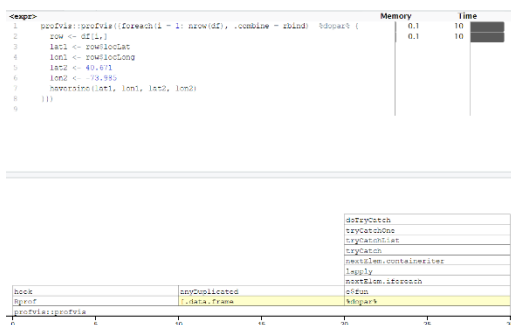 <expr> Memory Time
1 profvis::profvis({foreach(i = 1: nrow(df), .combine = rbind) %dopar% { 0.1 10
2 row <- df[i,] 0.1 10
3 lat1 <- row$locLat
4 lon1 <- row$locLong
5 lat2 <- 40.671
6 lon2 <- -73.985
7 haversine(lat1, lon1, lat2, lon2)
8 }})
9
doTryCatch
tryCatchOne
tryCatchList
tryCatch
nextElem.containeriter
lapply
nextElem.iforeach
hook anyDuplicated e$fun
Rprof [.data.frame %dopar%
profvis::profvis
0 5 10 15 20 25 30